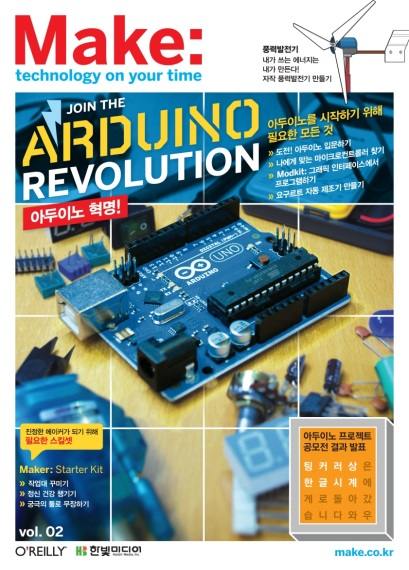 Make:
technology on your time
풍력발전기
내가 쓰는 에너지는
내가 만든다!
자작 풍력발전기 만들기
JOIN THE
ARDUINO
REVOLUTION
아두이노 혁명!
아두이노를 시작하기 위해
필요한 모든 것
» 도전! 아두이노 입문하기
» 나에게 맞는 마이크로컨트롤러 찾기
» Modkit: 그래픽 인터페이스에서
프로그램하기
» 요구르트 자동 제조기 만들기
UNO
ARDUINO
진정한 메이커가 되기 위해
필요한 스킬셋
Maker: Starter Kit
» 작업대 꾸미기
» 정신 건강 챙기기
» 궁극의 툴로 무장하기
아두이노 프로젝트
공모전 결과 발표
팅커러상은
한글시계에
게로돌아갔
습니다와우
vol. 02
O'REILLY
한빛미디어
Hanbit Media, Inc.
make.co.kr